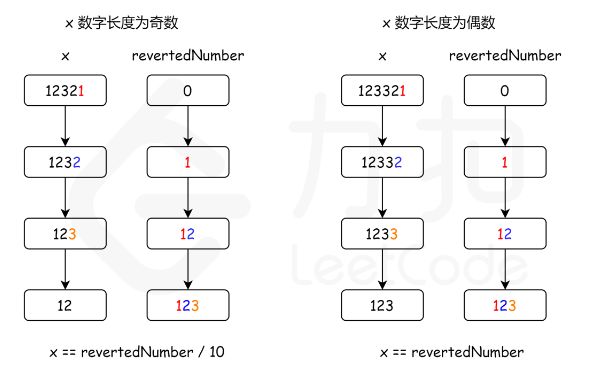 x 数字长度为奇数
x 数字长度为偶数
x
revertedNumber
x
revertedNumber
12321
0
123321
0
1232
1
12332
1
123
12
1233
12
12
123
123
123
x == revertedNumber / 10
x == revertedNumber
力扣
LeetCode